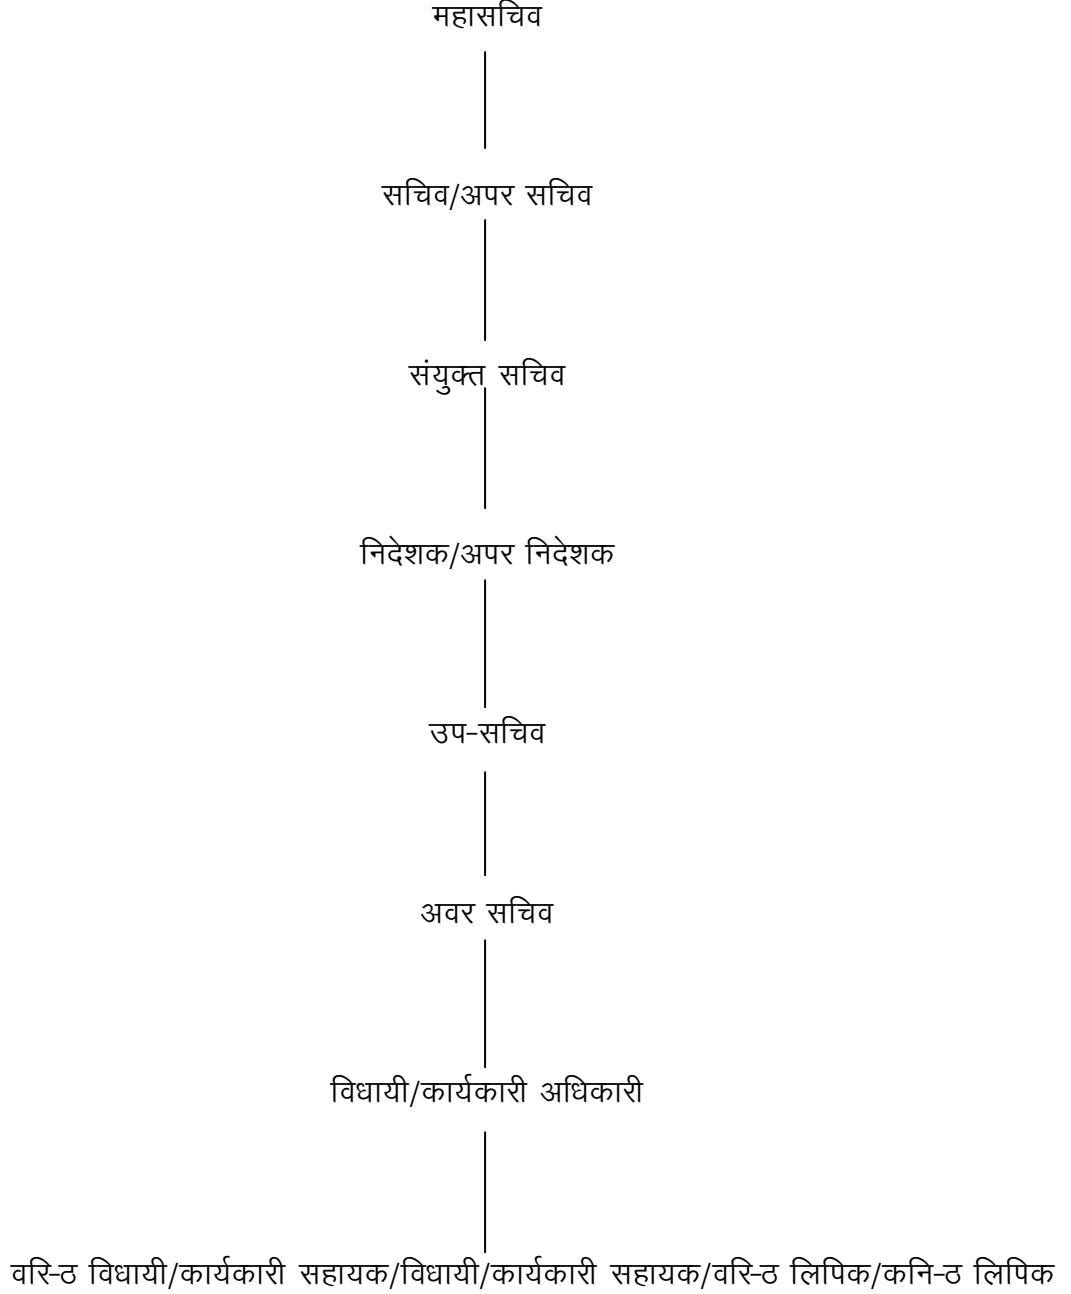 महासचिव
सचिव/अपर सचिव
संयुक्त सचिव
निदेशक/अपर निदेशक
उप-सचिव
अवर सचिव
विधायी/कार्यकारी अधिकारी
वरि-ठ विधायी/कार्यकारी सहायक/विधायी/कार्यकारी सहायक/वरि-ठ लिपिक/कनि-ठ लिपिक